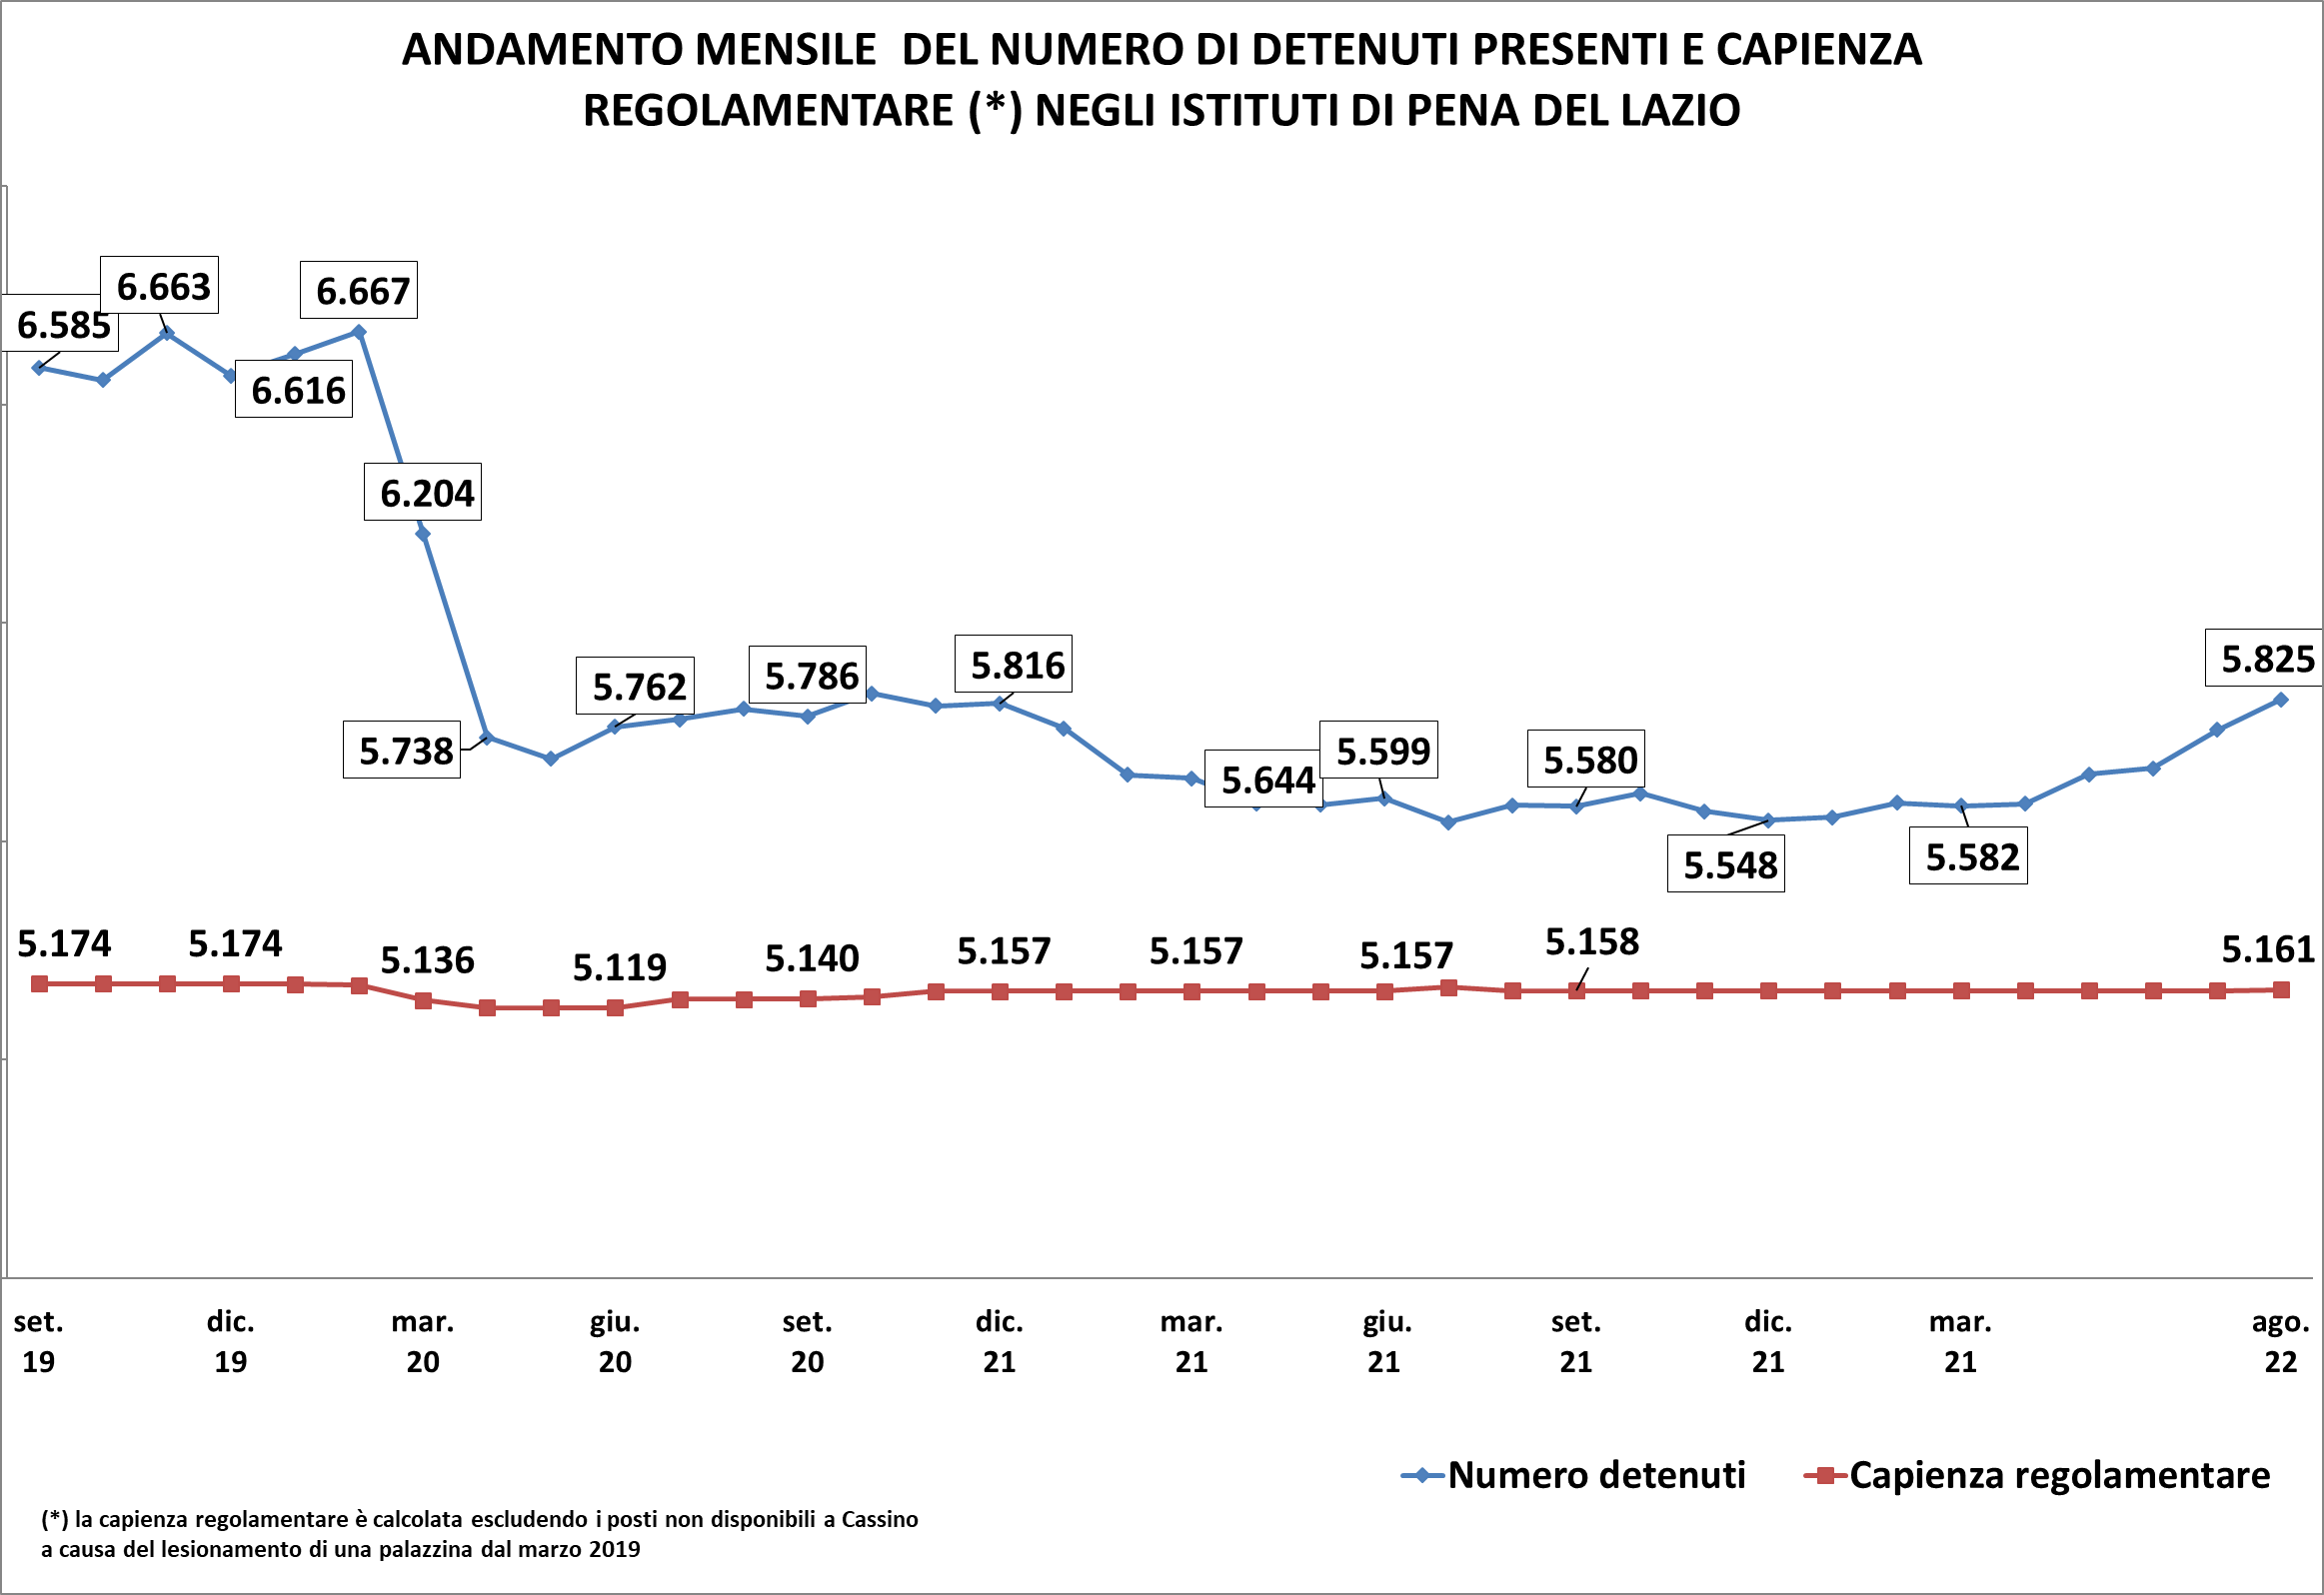 ANDAMENTO MENSILE  DEL NUMERO DI DETENUTI PRESENTI E CAPIENZA
REGOLAMENTARE (*) NEGLI ISTITUTI DI PENA DEL LAZIO
6.585
6.663
6.616
6.667
6.204
5.738
5.762
5.786
5.816
5.644
5.599
5.580
5.548
5.582
5.825
5.174
5.174
5.136
5.119
5.140
5.157
5.157
5.157
5.158
5.161
set.
19
dic.
19
mar.
20
giu.
20
set.
20
dic.
21
mar.
21
giu.
21
set.
21
dic.
21
mar.
21
ago.
22
Numero detenuti
Capienza regolamentare
(*) la capienza regolamentare è calcolata escludendo i posti non disponibili a Cassino
a causa del lesionamento di una palazzina dal marzo 2019